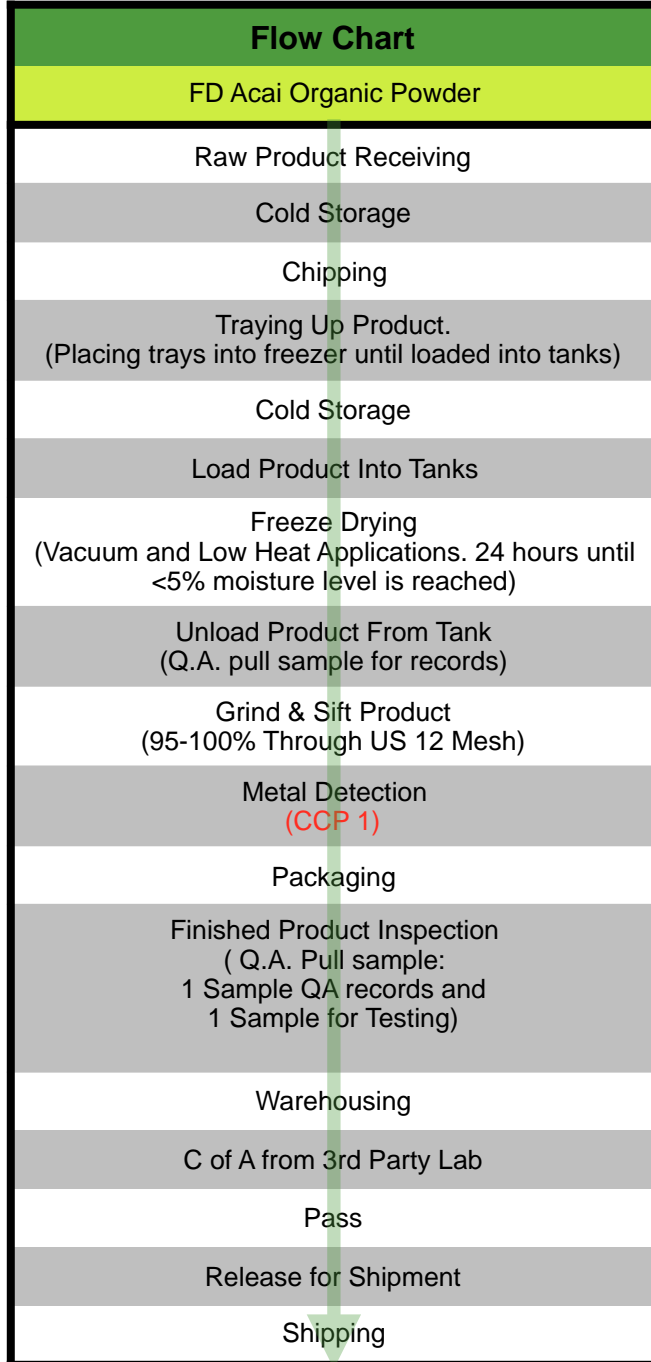 Flow Chart
FD Acai Organic Powder
Raw Product Receiving
Cold Storage
Chipping
Traying Up Product.
(Placing trays into freezer until loaded into tanks)
Cold Storage
Load Product Into Tanks
Freeze Drying
(Vacuum and Low Heat Applications. 24 hours until
<5% moisture level is reached)
Unload Product From Tank
(Q.A. pull sample for records)
Grind & Sift Product
(95-100% Through US 12 Mesh)
Metal Detection
(CCP 1)
Packaging
Finished Product Inspection
( Q.A. Pull sample:
1 Sample QA records and
1 Sample for Testing)
Warehousing
C of A from 3rd Party Lab
Pass
Release for Shipment
Shipping